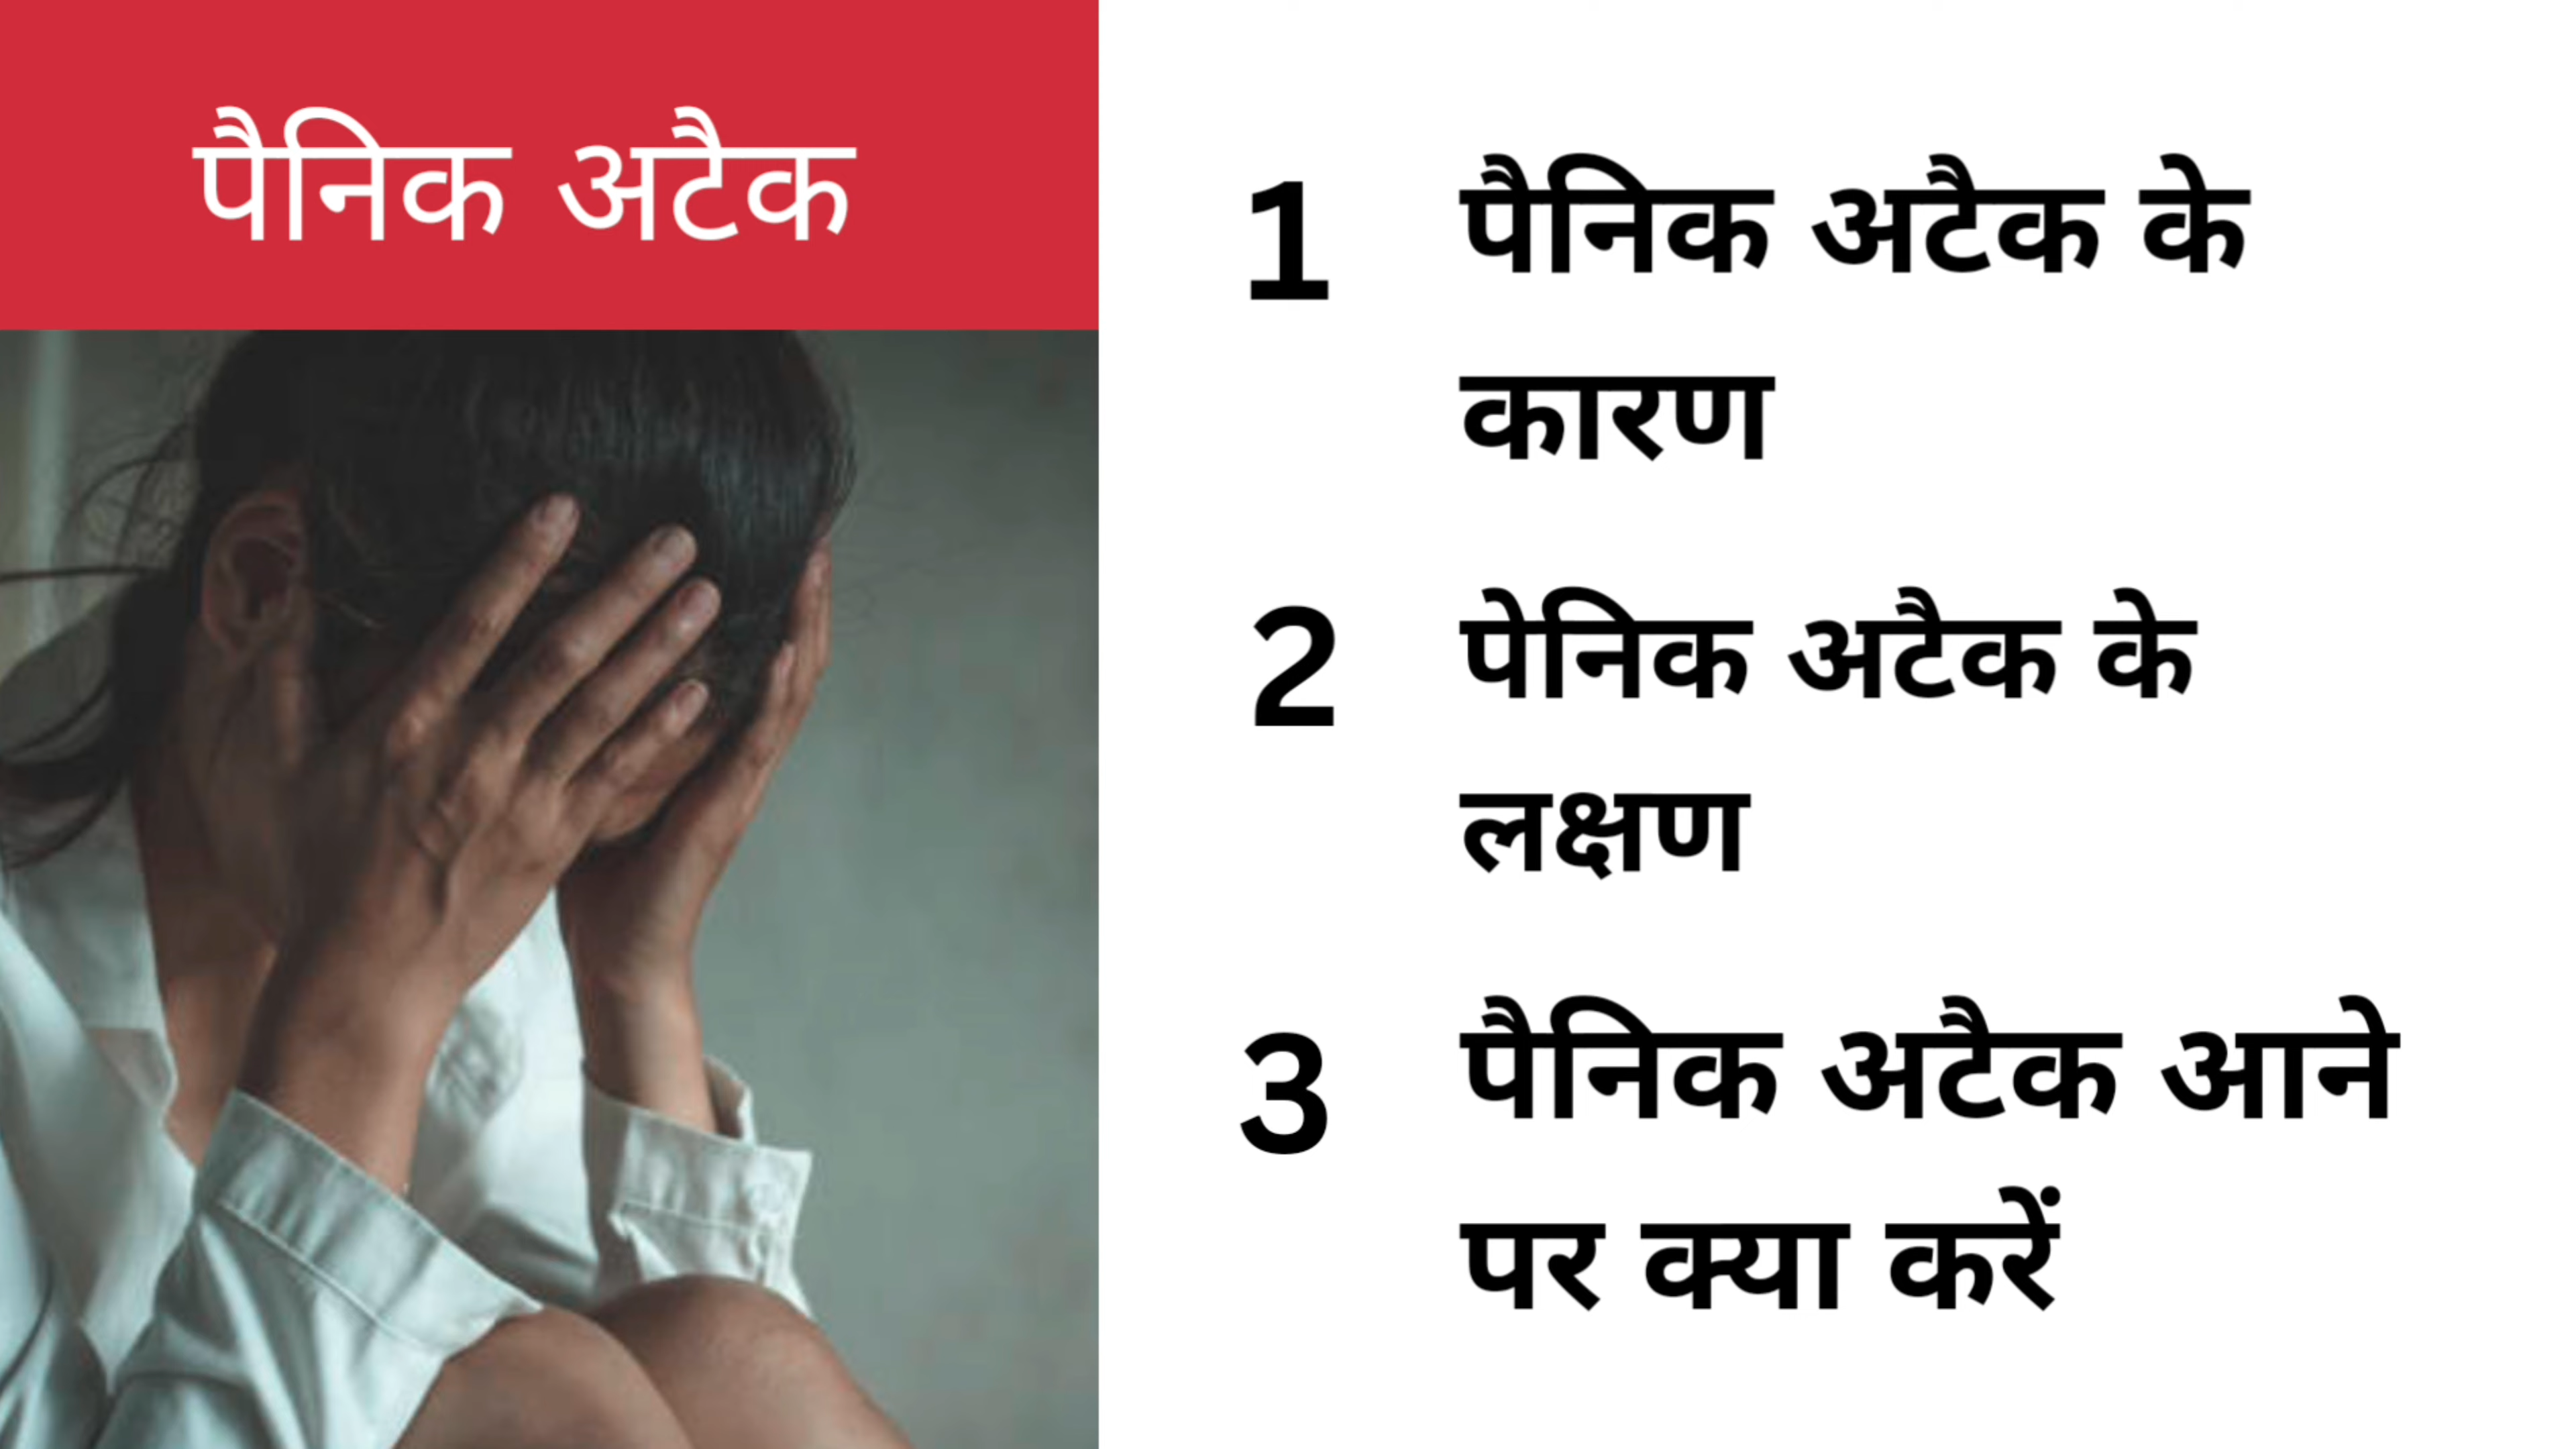 पैनिक अटैक
1 पैनिक अटैक के
कारण
2 पेनिक अटैक के
लक्षण
3 पैनिक अटैक आने
पर क्या करें